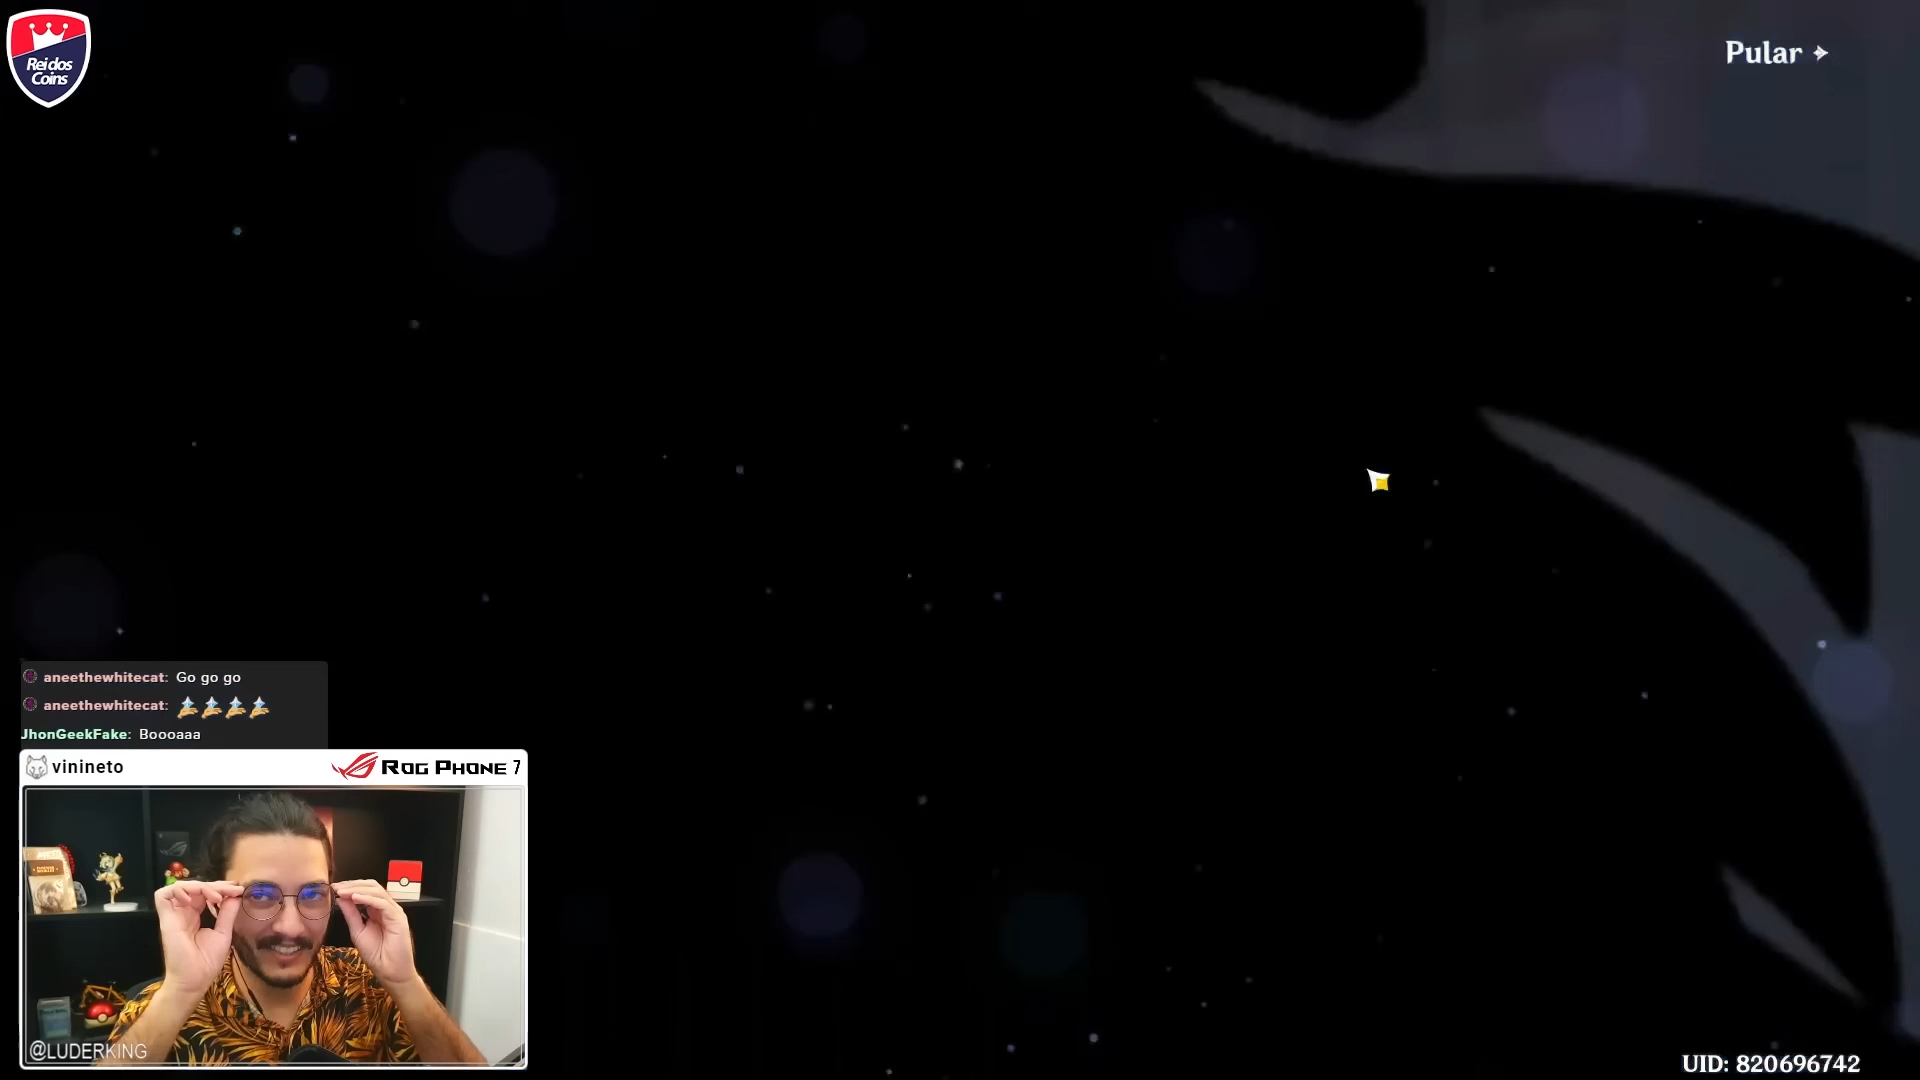 Rei dos
Coins
Pular
aneethewhitecat: Go go go
aneethewhitecat:
JhonGeekFake: Boooaaa
vinineto
ROG PHONE 7
@LUDERKING
UID: 820696742